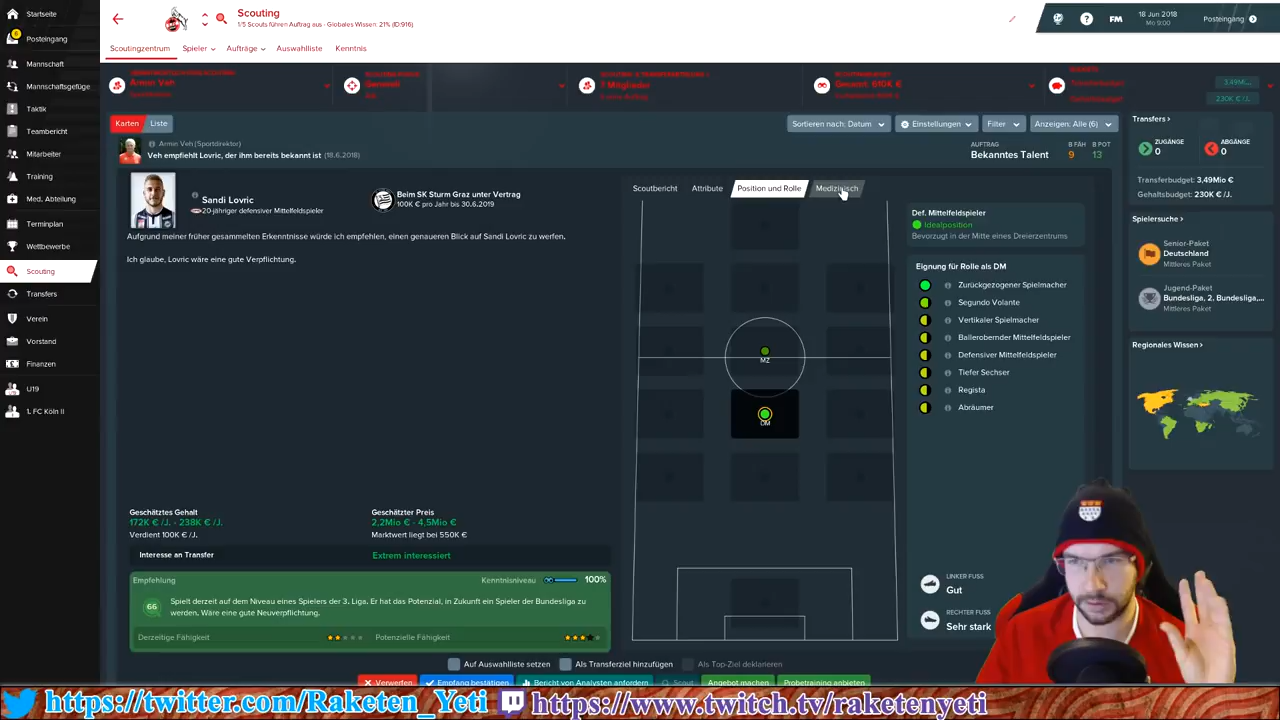 Startseite
Posteingang
Mannschaft
Mannschaftsgefüge
Taktik
Teambericht
Mitarbeiter
Training
Med. Abteilung
Terminplan
Wettbewerbe
Scouting
Transfers
Verein
Vorstand
Finanzen
U19
1. FC Köln II
Scouting
1/5 Scouts führen Auftrag aus - Globales Wissen: 21% (ID:916)
FM
18 Jun 2018
Mo 9:00
Posteingang
Scoutingzentrum
Spieler
Aufträge
Auswahlliste
Kenntnis
Armin Veh
Generell
7 Mitglieder
Gesamt: 610K €
3,49Mi...
230K € /J.
Karten
Liste
Sortieren nach: Datum
Einstellungen
Filter
Anzeigen: Alle (6)
Armin Veh (Sportdirektor)
Veh empfiehlt Lovric, der ihm bereits bekannt ist (18.6.2018)
AUFTRAG
Bekanntes Talent
B FÄH
9
B POT
13
Sandi Lovric
20-jähriger defensiver Mittelfeldspieler
Beim SK Sturm Graz unter Vertrag
100K € pro Jahr bis 30.6.2019
Aufgrund meiner früher gesammelten Erkenntnisse würde ich empfehlen, einen genaueren Blick auf Sandi Lovric zu werfen.
Ich glaube, Lovric wäre eine gute Verpflichtung.
Geschätztes Gehalt
172K € /J. - 238K € /J.
Verdient 100K € /J.
Geschätzter Preis
2,2Mio € - 4,5Mio €
Marktwert liegt bei 550K €
Interesse an Transfer
Extrem interessiert
Empfehlung
Kenntnisniveau
100%
66
Spielt derzeit auf dem Niveau eines Spielers der 3. Liga. Er hat das Potenzial, in Zukunft ein Spieler der Bundesliga zu
werden. Wäre eine gute Neuverpflichtung.
Derzeitige Fähigkeit
Potenzielle Fähigkeit
Scoutbericht
Attribute
Position und Rolle
Medizinisch
MZ
DM
Def. Mittelfeldspieler
Idealposition
Bevorzugt in der Mitte eines Dreierzentrums
Eignung für Rolle als DM
Zurückgezogener Spielmacher
Segundo Volante
Vertikaler Spielmacher
Ballerobernder Mittelfeldspieler
Defensiver Mittelfeldspieler
Tiefer Sechser
Regista
Abräumer
LINKER FUSS
Gut
RECHTER FUSS
Sehr stark
Auf Auswahlliste setzen
Als Transferziel hinzufügen
Als Top-Ziel deklarieren
Verwerfen
Empfang bestätigen
Bericht von Analysten anfordern
Scout
Angebot machen
Probetraining anbieten
Transfers
ZUGÄNGE
0
ABGÄNGE
0
Transferbudget: 3,49Mio €
Gehaltsbudget: 230K € /J.
Spielersuche
Senior-Paket
Deutschland
Mittleres Paket
Jugend-Paket
Bundesliga, 2. Bundesliga,...
Mittleres Paket
Regionales Wissen
https://twitter.com/Raketen_Yeti
https://www.twitch.tv/raketenyeti